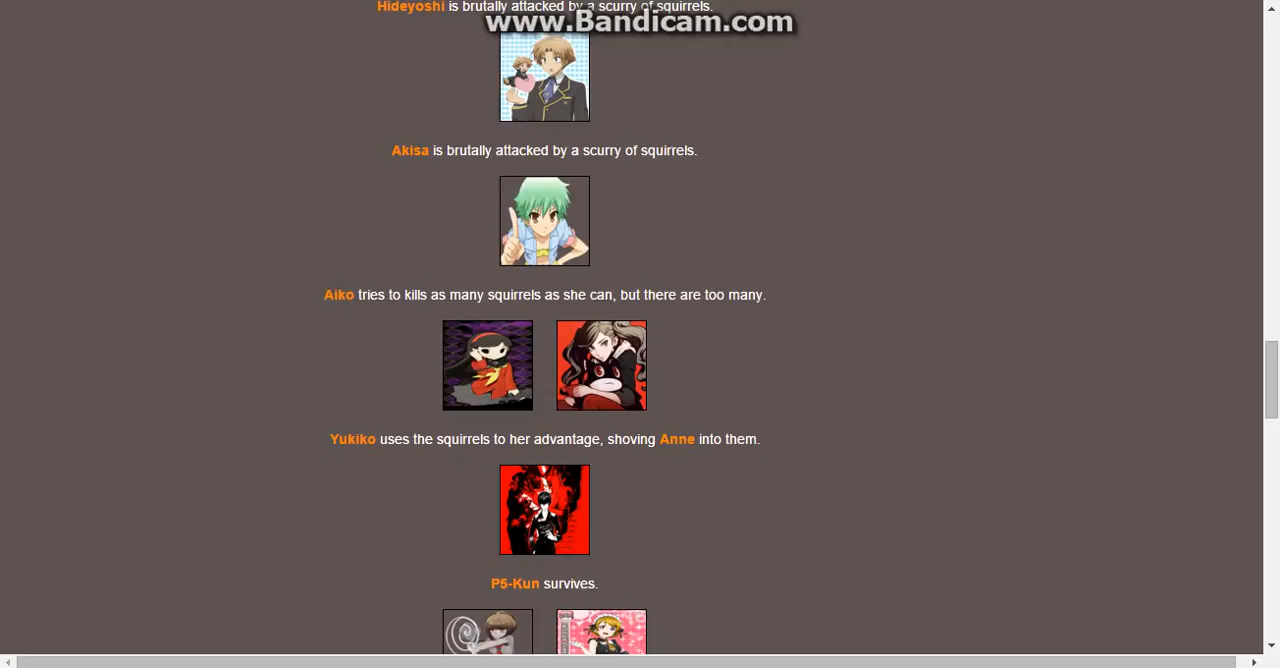 Hideyoshi is brutally attacked by a scurry of squirrels.
www.Bandicam.com
Akisa is brutally attacked by a scurry of squirrels.
Aiko tries to kills as many squirrels as she can, but there are too many.
Yukiko uses the squirrels to her advantage, shoving Anne into them.
P5-Kun survives.